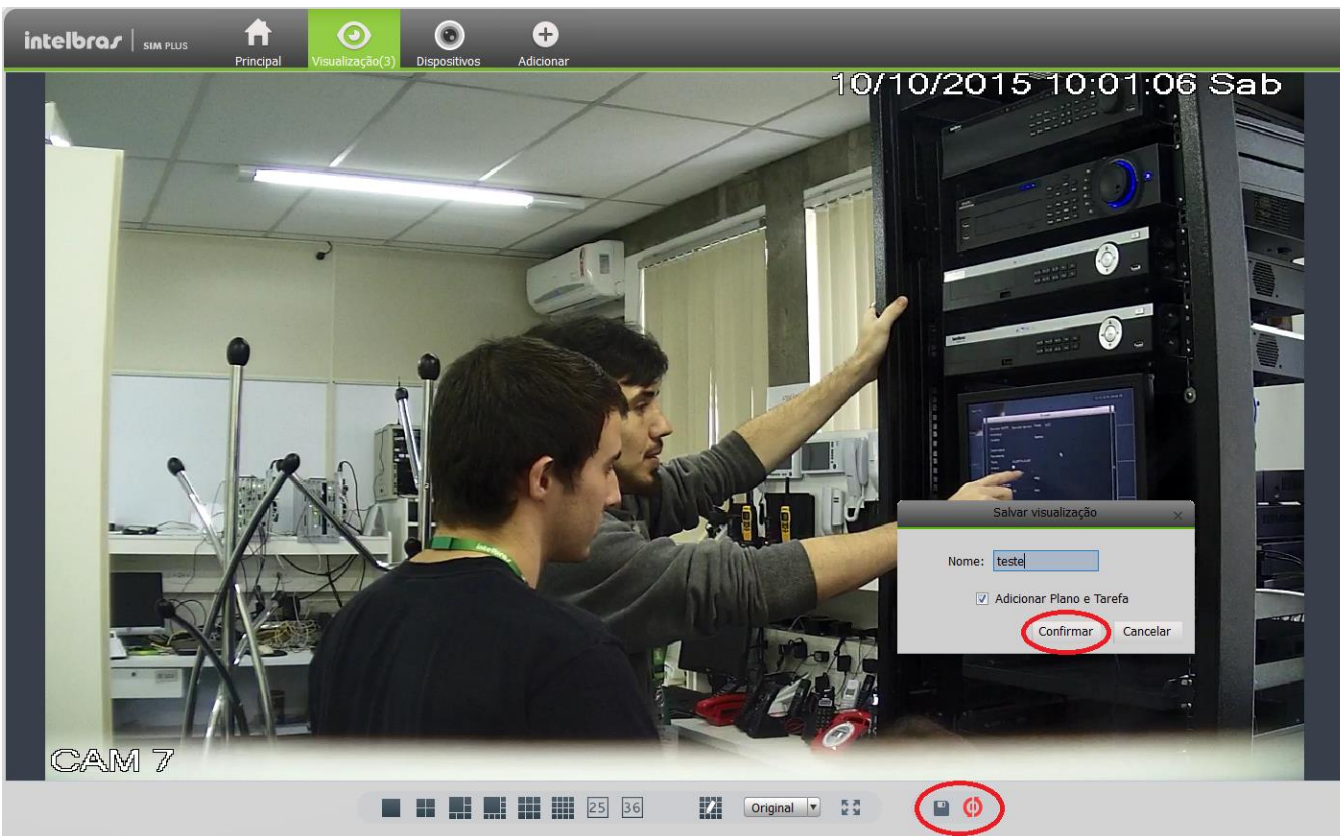 intelbras SIM PLUS
Principal
Visualização(3)
Dispositivos
Adicionar
10/10/2015 10:01:06 Sab
intelbras
Salvar visualização
Nome: teste
Adicionar Plano e Tarefa
Confirmar Cancelar
CAM 7
25 36 Original